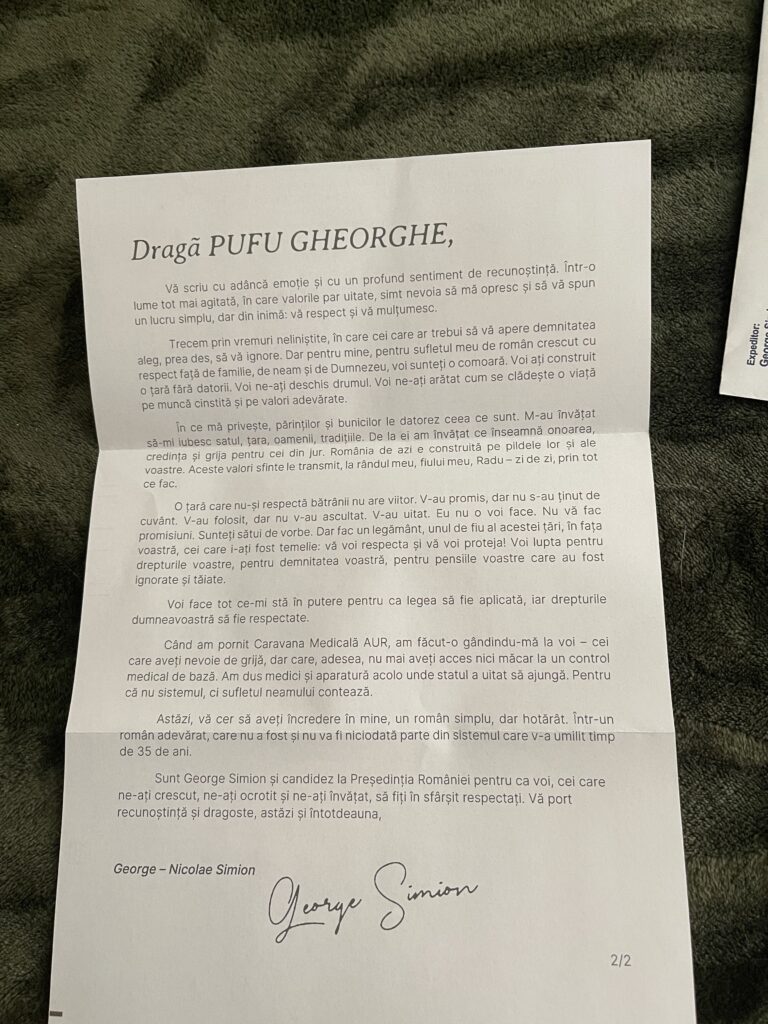 Dragã PUFU GHEORGHE,
Vă scriu cu adâncă emoție și cu un profund sentiment de recunoștință. Într-o
lume tot mai agitată, în care valorile par uitate, simt nevoia să mă opresc și să vă spun
un lucru simplu, dar din inimă: vă respect și vă mulțumesc.
Trecem prin vremuri neliniștite, în care cei care ar trebui să vă apere demnitatea
aleg, prea des, să vă ignore. Dar pentru mine, pentru sufletul meu de român crescut cu
respect față de familie, de neam și de Dumnezeu, voi sunteți o comoară. Voi ați construit
o țară fără datorii. Voi ne-ați deschis drumul. Voi ne-ați arătat cum se clădește o viață
pe muncă cinstită și pe valori adevărate.
În ce mă privește, părinților și bunicilor le datorez ceea ce sunt. M-au învățat
să-mi iubesc satul, țara, oamenii, tradițiile. De la ei am învățat ce înseamnă onoarea,
credința și grija pentru cei din jur. România de azi e construită pe pildele lor și ale
voastre. Aceste valori sfinte le transmit, la rândul meu, fiului meu, Radu – zi de zi, prin tot
ce fac.
O țară care nu-și respectă bătrânii nu are viitor. V-au promis, dar nu s-au ținut de
cuvânt. V-au folosit, dar nu v-au ascultat. V-au uitat. Eu nu o voi face. Nu vă fac
promisiuni. Sunteți sătui de vorbe. Dar fac un legământ, unul de fiu al acestei țări, în fața
voastră, cei care i-ați fost temelie: vă voi respecta și vă voi proteja! Voi lupta pentru
drepturile voastre, pentru demnitatea voastră, pentru pensiile voastre care au fost
ignorate și tăiate.
Voi face tot ce-mi stă în putere pentru ca legea să fie aplicată, iar drepturile
dumneavoastră să fie respectate.
Când am pornit Caravana Medicală AUR, am făcut-o gândindu-mă la voi – cei
care aveți nevoie de grijă, dar care, adesea, nu mai aveți acces nici măcar la un control
medical de bază. Am dus medici și aparatură acolo unde statul a uitat să ajungă. Pentru
că nu sistemul, ci sufletul neamului contează.
Astăzi, vă cer să aveți încredere în mine, un român simplu, dar hotărât. Într-un
român adevărat, care nu a fost și nu va fi niciodată parte din sistemul care v-a umilit timp
de 35 de ani.
Sunt George Simion și candidez la Președinția României pentru ca voi, cei care
ne-ați crescut, ne-ați ocrotit și ne-ați învățat, să fiți în sfârșit respectați. Vă port
recunoștință și dragoste, astăzi și întotdeauna,
George – Nicolae Simion
George Simion
2/2
Expeditor:
George